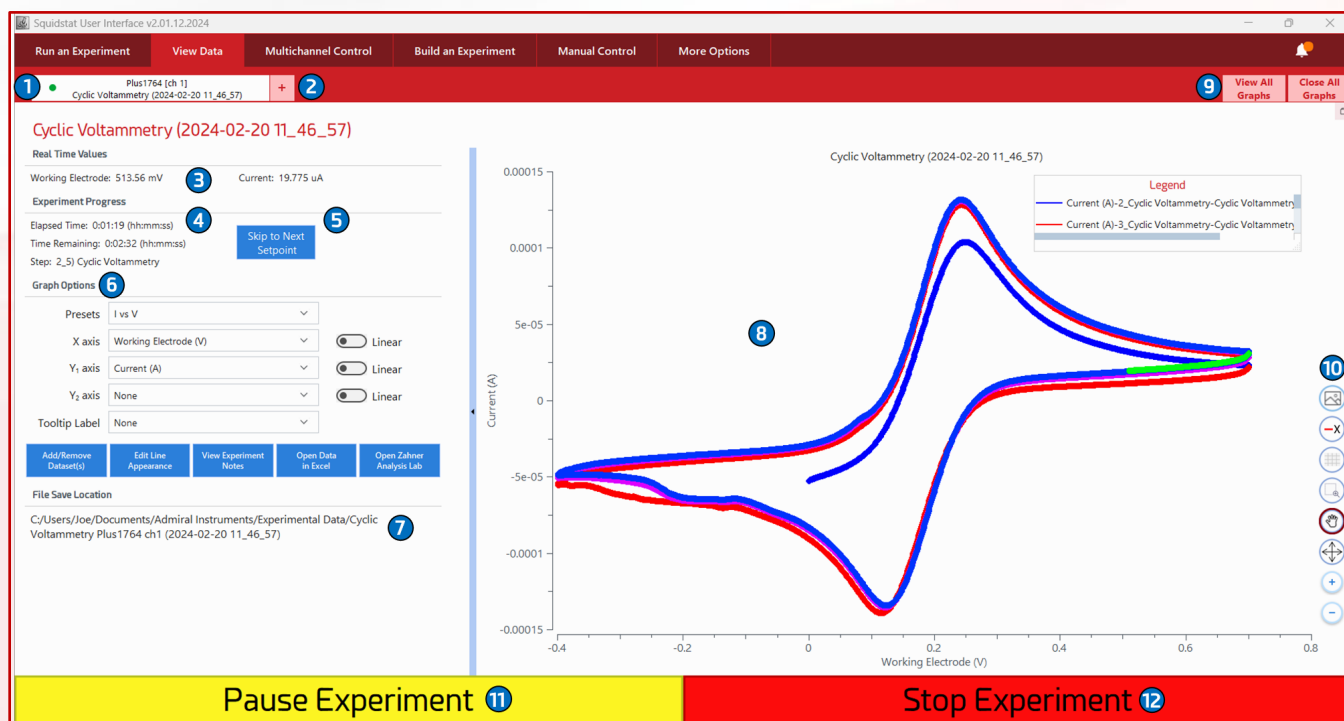 Squidstat User Interface v2.01.12.2024
Run an Experiment View Data Multichannel Control Build an Experiment Manual Control More Options
1 Plus1764 [ch 1]
Cyclic Voltammetry (2024-02-20 11_46_57)
+ 2
9 View All Graphs
Close All Graphs
Cyclic Voltammetry (2024-02-20 11_46_57)
Real Time Values
Working Electrode: 513.56 mV 3 Current: 19.775 uA
Experiment Progress
Elapsed Time: 0:01:19 (hh:mm:ss) 4
Time Remaining: 0:02:32 (hh:mm:ss)
Step: 2_5) Cyclic Voltammetry
Skip to Next
Setpoint
5
Graph Options 6
Presets I vs V
X axis Working Electrode (V) Linear
Y₁ axis Current (A) Linear
Y₂ axis None Linear
Tooltip Label None
Add/Remove
Dataset(s)
Edit Line
Appearance
View Experiment
Notes
Open Data
in Excel
Open Zahner
Analysis Lab
File Save Location
C:/Users/Joe/Documents/Admiral Instruments/Experimental Data/Cyclic
Voltammetry Plus1764 ch1 (2024-02-20 11_46_57)
7
Cyclic Voltammetry (2024-02-20 11_46_57)
Legend
Current (A)-2_Cyclic Voltammetry-Cyclic Voltammetry
Current (A)-3_Cyclic Voltammetry-Cyclic Voltammetry
8
Current (A)
0.00015
0.0001
5e-05
0
-5e-05
-0.0001
-0.00015
-0.4 -0.2 0 0.2 0.4 0.6 0.8
Working Electrode (V)
10
X
+
−
Pause Experiment 11
Stop Experiment 12